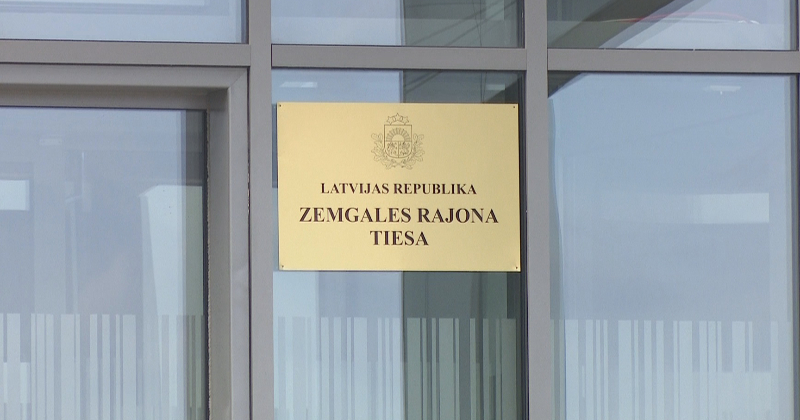 LATVIJAS REPUBLIKA
ZEMGALES RAJONA
TIESA